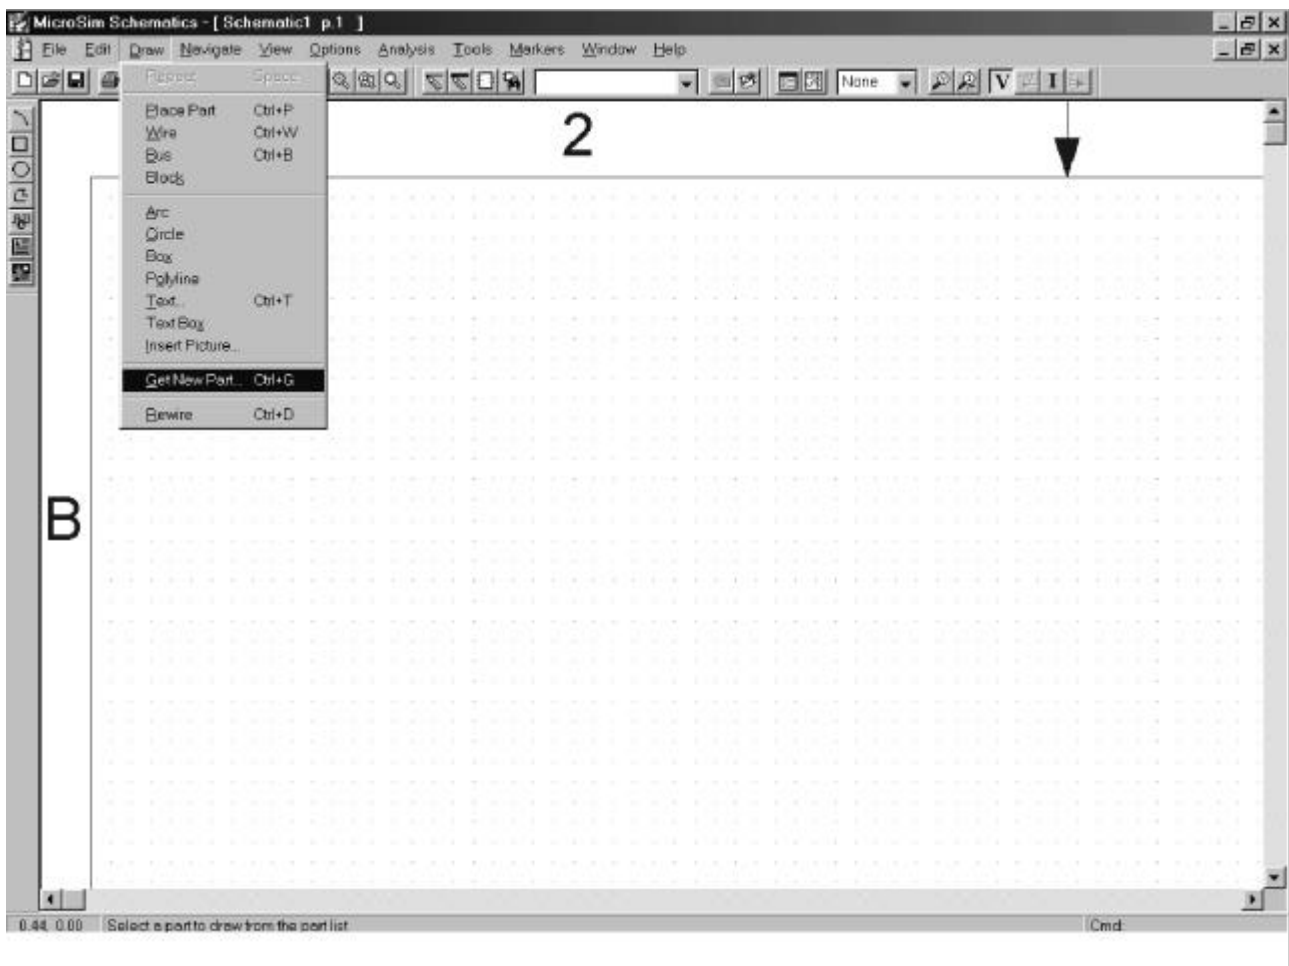 MicroSim Schematics - [ Schematic1 p.1 ]
File Edit Draw Navigate View Options Analysis Tools Markers Window Help
Repeat Space
None
V I
Place Part Ctrl+P
Wire Ctrl+W
Bus Ctrl+B
Block
Arc
Circle
Box
Polyline
Text... Ctrl+T
Text Box
Insert Picture...
Get New Part... Ctrl+G
Rewire Ctrl+D
2
B
0.44, 0.00 Select a part to draw from the part list Cmd: